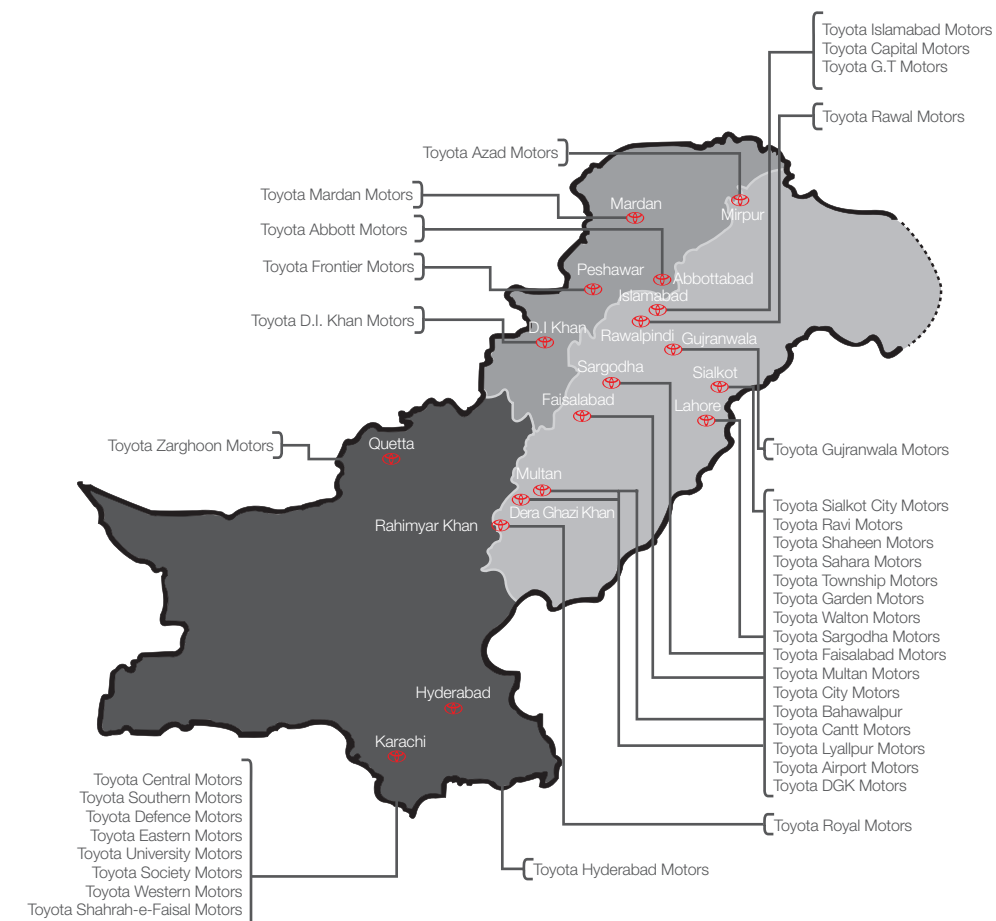 Toyota Islamabad Motors
Toyota Capital Motors
Toyota G.T Motors
Toyota Rawal Motors
Toyota Azad Motors
Toyota Mardan Motors
Toyota Abbott Motors
Toyota Frontier Motors
Toyota D.I. Khan Motors
Mardan
Mirpur
Peshawar
Abbottabad
Islamabad
D.I Khan
Rawalpindi
Gujranwala
Sargodha
Sialkot
Faisalabad
Lahore
Toyota Zarghoon Motors
Quetta
Toyota Gujranwala Motors
Multan
Dera Ghazi Khan
Rahimyar Khan
Toyota Sialkot City Motors
Toyota Ravi Motors
Toyota Shaheen Motors
Toyota Sahara Motors
Toyota Township Motors
Toyota Garden Motors
Toyota Walton Motors
Toyota Sargodha Motors
Toyota Faisalabad Motors
Toyota Multan Motors
Toyota City Motors
Toyota Bahawalpur
Toyota Cantt Motors
Toyota Lyallpur Motors
Toyota Airport Motors
Toyota DGK Motors
Hyderabad
Karachi
Toyota Royal Motors
Toyota Hyderabad Motors
Toyota Central Motors
Toyota Southern Motors
Toyota Defence Motors
Toyota Eastern Motors
Toyota University Motors
Toyota Society Motors
Toyota Western Motors
Toyota Shahrah-e-Faisal Motors